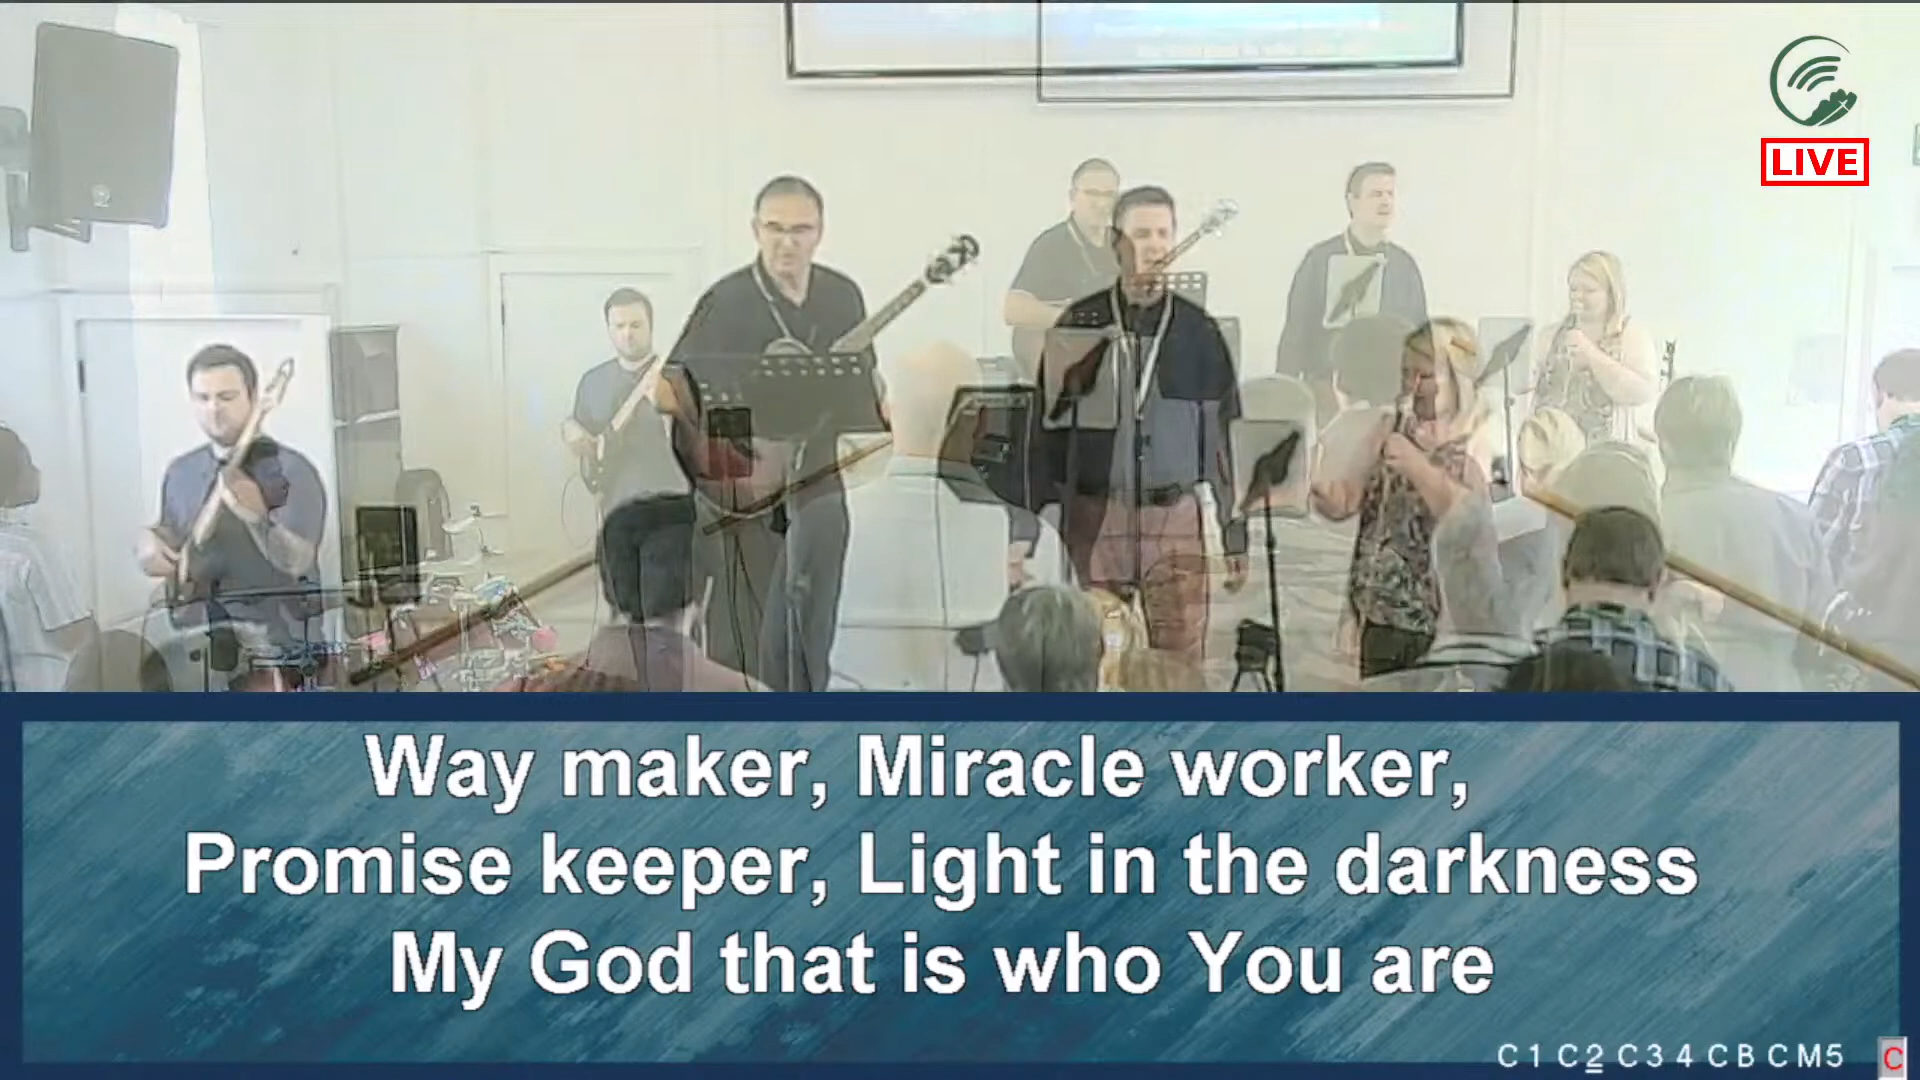 LIVE
Way maker, Miracle worker,
Promise keeper, Light in the darkness
My God that is who You are
C 1 C 2 C 3 4 C B C M 5
C